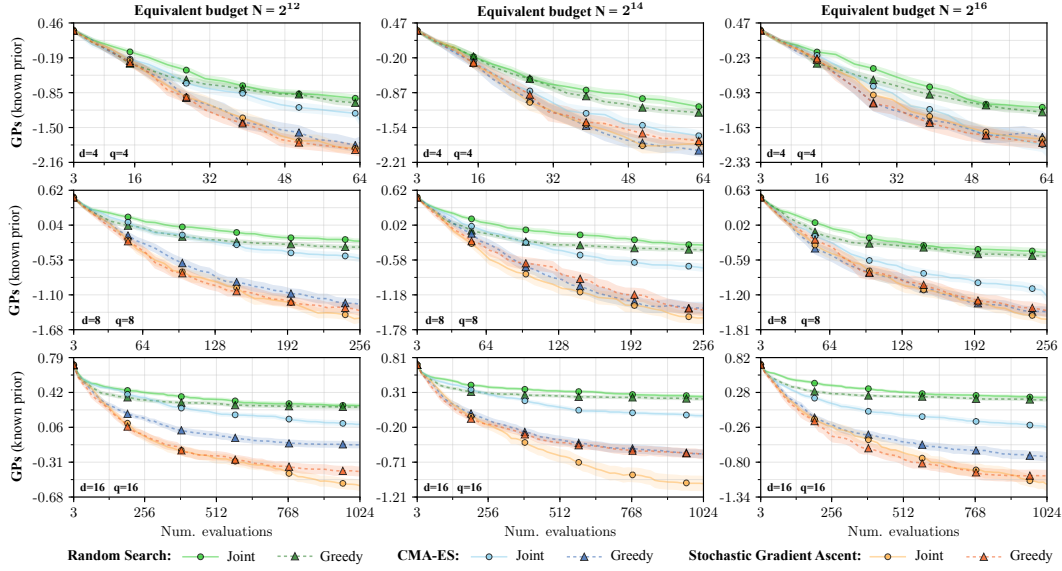 Equivalent budget N = 2^12
Equivalent budget N = 2^14
Equivalent budget N = 2^16
GPs (known prior)
0.46
-0.19
-0.85
-1.50
-2.16
d=4 q=4
3 16 32 48 64
0.47
-0.20
-0.87
-1.54
-2.21
d=4 q=4
3 16 32 48 64
0.46
-0.23
-0.93
-1.63
-2.33
d=4 q=4
3 16 32 48 64
GPs (known prior)
0.62
0.04
-0.53
-1.10
-1.68
d=8 q=8
3 64 128 192 256
0.62
0.02
-0.58
-1.18
-1.78
d=8 q=8
3 64 128 192 256
0.63
0.02
-0.59
-1.20
-1.81
d=8 q=8
3 64 128 192 256
GPs (known prior)
0.79
0.42
0.06
-0.31
-0.68
d=16 q=16
3 256 512 768 1024
Num. evaluations
0.81
0.31
-0.20
-0.71
-1.21
d=16 q=16
3 256 512 768 1024
Num. evaluations
0.82
0.28
-0.26
-0.80
-1.34
d=16 q=16
3 256 512 768 1024
Num. evaluations
Random Search: Joint Greedy CMA-ES: Joint Greedy Stochastic Gradient Ascent: Joint Greedy